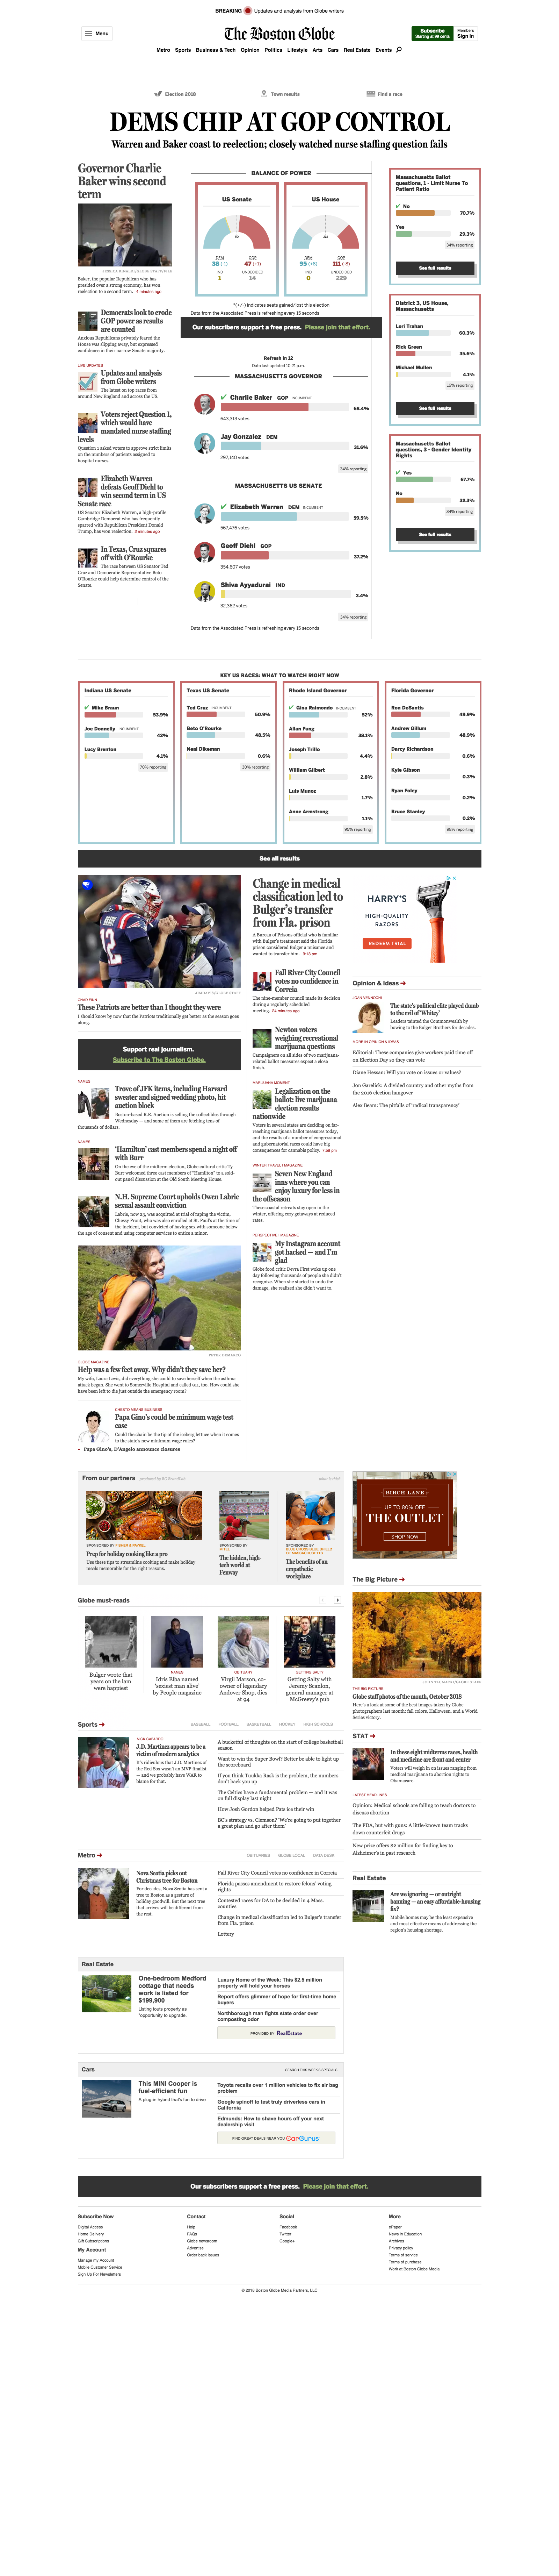 BREAKING Updates and analysis from Globe writers
Menu
The Boston Globe
Subscribe
Starting at 99 cents
Members
Sign In
Metro Sports Business & Tech Opinion Politics Lifestyle Arts Cars Real Estate Events
Election 2018
Town results
Find a race
DEMS CHIP AT GOP CONTROL
Warren and Baker coast to reelection; closely watched nurse staffing question fails
Governor Charlie
Baker wins second
term
Baker, the popular Republican who has
presided over a strong economy, has won
reelection to a second term. 4 minutes ago
Democrats look to erode
GOP power as results
are counted
Anxious Republicans privately feared the
House was slipping away, but expressed
confidence in their narrow Senate majority.
LIVE UPDATES
Updates and analysis
from Globe writers
The latest on top races from
around New England and across the US.
Voters reject Question 1,
which would have
mandated nurse staffing
levels
Question 1 asked voters to approve strict limits
on the numbers of patients assigned to
hospital nurses.
Elizabeth Warren
defeats Geoff Diehl to
win second term in US
Senate race
US Senator Elizabeth Warren, a high-profile
Cambridge Democrat who has frequently
sparred with Republican President Donald
Trump, has won reelection. 2 minutes ago
In Texas, Cruz squares
off with O'Rourke
The race between US Senator Ted
Cruz and Democratic Representative Beto
O'Rourke could help determine control of the
Senate.
BALANCE OF POWER
US Senate
DEM GOP
38 (-1) 47 (+1)
IND UNDECIDED
1 14
US House
DEM GOP
95 (+8) 111 (-8)
IND UNDECIDED
0 229
*(+/-) indicates seats gained/lost this election
Data from the Associated Press is refreshing every 15 seconds
Our subscribers support a free press. Please join that effort.
Refresh in 12
Data last updated 10:21 p.m.
MASSACHUSETTS GOVERNOR
Charlie Baker GOP INCUMBENT
68.4%
643,313 votes
Jay Gonzalez DEM
31.6%
297,140 votes
34% reporting
MASSACHUSETTS US SENATE
Elizabeth Warren DEM INCUMBENT
59.5%
567,476 votes
Geoff Diehl GOP
37.2%
354,607 votes
Shiva Ayyadurai IND
3.4%
32,362 votes
34% reporting
Data from the Associated Press is refreshing every 15 seconds
Massachusetts Ballot
questions, 1 - Limit Nurse To
Patient Ratio
No
70.7%
Yes
29.3%
34% reporting
See full results
District 3, US House,
Massachusetts
Lori Trahan
60.3%
Rick Green
35.6%
Michael Mullen
4.1%
See full results
Massachusetts Ballot
questions, 3 - Gender Identity
Rights
Yes
67.7%
No
32.3%
34% reporting
See full results
KEY US RACES: WHAT TO WATCH RIGHT NOW
Indiana US Senate
Mike Braun
53.9%
Joe Donnelly INCUMBENT
42%
Lucy Brenton
4.1%
70% reporting
Texas US Senate
Ted Cruz INCUMBENT
50.9%
Beto O'Rourke
48.5%
Neal Dikeman
0.6%
30% reporting
Rhode Island Governor
Gina Raimondo INCUMBENT
52%
Allan Fung
38.1%
Joseph Trillo
4.4%
William Gilbert
2.8%
Luis Munoz
1.7%
Anne Armstrong
1.1%
95% reporting
Florida Governor
Ron DeSantis
49.9%
Andrew Gillum
48.9%
Darcy Richardson
0.6%
Kyle Gibson
0.3%
Ryan Foley
0.2%
Bruce Stanley
0.2%
98% reporting
See all results
CHAD FINN
These Patriots are better than I thought they were
I should know by now that the Patriots traditionally get better as the season goes
along.
Support real journalism.
Subscribe to The Boston Globe.
NAMES
Trove of JFK items, including Harvard
sweater and signed wedding photo, hit
auction block
Boston-based R.R. Auction is selling the collectibles through
Wednesday — and some of them are fetching tens of
thousands of dollars.
NAMES
'Hamilton' cast members spend a night off
with Burr
On the eve of the midterm election, Globe cultural critic Ty
Burr welcomed three cast members of "Hamilton" to a sold-
out panel discussion at the Old South Meeting House.
N.H. Supreme Court upholds Owen Labrie
sexual assault conviction
Labrie, now 23, was acquitted at trial of raping the victim,
Chessy Prout, who was also enrolled at St. Paul's at the time of
the incident, but convicted of having sex with someone below
the age of consent and using computer services to entice a minor.
GLOBE MAGAZINE
Help was a few feet away. Why didn't they save her?
My wife, Laura Levis, did everything she could to save herself when the asthma
attack began. She went to Somerville Hospital and called 911, too. How could she
have been left to die just outside the emergency room?
CHESTO MEANS BUSINESS
Papa Gino's could be minimum wage test
case
Could the chain be the tip of the iceberg lettuce when it comes
to the state's new minimum wage rules?
• Papa Gino's, D'Angelo announce closures
Change in medical
classification led to
Bulger's transfer
from Fla. prison
A Bureau of Prisons official who is familiar
with Bulger's treatment said the Florida
prison considered Bulger a nuisance and
wanted to transfer him. 9:13 pm
Fall River City Council
votes no confidence in
Correia
The nine-member council made its decision
during a regularly scheduled
meeting. 24 minutes ago
Newton voters
weighing recreational
marijuana questions
Campaigners on all sides of two marijuana-
related ballot measures expect a close
finish.
MARIJUANA MOMENT
Legalization on the
ballot: live marijuana
election results
nationwide
Voters in several states are deciding on far-
reaching marijuana ballot measures today,
and the results of a number of congressional
and gubernatorial races could have big
consequences for cannabis policy. 7:58 pm
WINTER TRAVEL | MAGAZINE
Seven New England
inns where you can
enjoy luxury for less in
the offseason
These coastal retreats stay open in the
winter, offering cozy getaways at reduced
rates.
PERSPECTIVE | MAGAZINE
My Instagram account
got hacked — and I'm
glad
Globe food critic Devra First woke up one
day following thousands of people she didn't
recognize. When she started to undo the
damage, she realized she didn't want to.
HARRY'S
HIGH-QUALITY
RAZORS
REDEEM TRIAL
Opinion & Ideas
JOAN VENNOCHI
The state's political elite played dumb
to the evil of 'Whitey'
Leaders tainted the Commonwealth by
bowing to the Bulger Brothers for decades.
MORE IN OPINION & IDEAS
Editorial: These companies give workers paid time off
on Election Day so they can vote
Diane Hessan: Will you vote on issues or values?
Jon Garelick: A divided country and other myths from
the 2016 election hangover
Alex Beam: The pitfalls of 'radical transparency'
From our partners
SPONSORED BY
Prep for holiday cooking like a pro
Use these tips to streamline cooking and make holiday
meals memorable for the right reasons.
SPONSORED BY
MITEL
The hidden, high-
tech world at
Fenway
SPONSORED BY
BLUE CROSS BLUE SHIELD
OF MASSACHUSETTS
The benefits of an
empathetic
workplace
BIRCH LANE
UP TO 80% OFF
THE OUTLET
SHOP NOW
Globe must-reads
Bulger wrote that
years on the lam
were happiest
NAMES
Idris Elba named
'sexiest man alive'
by People magazine
OBITUARY
Virgil Marson, co-
owner of legendary
Andover Shop, dies
at 94
GETTING SALTY
Getting Salty with
Jeremy Scanlon,
general manager at
McGreevy's pub
The Big Picture
THE BIG PICTURE
Globe staff photos of the month, October 2018
Here's a look at some of the best images taken by Globe
photographers last month: fall colors, Halloween, and a World
Series victory.
Sports
BASEBALL FOOTBALL BASKETBALL HOCKEY HIGH SCHOOLS
NICK CAFARDO
J.D. Martinez appears to be a
victim of modern analytics
It's ridiculous that J.D. Martinez of
the Red Sox wasn't an MVP finalist
— and we probably have WAR to
blame for that.
A bucketful of thoughts on the start of college basketball
season
Want to win the Super Bowl? Better be able to light up
the scoreboard
If you think Tuukka Rask is the problem, the numbers
don't back you up
The Celtics have a fundamental problem — and it was
on full display last night
How Josh Gordon helped Pats ice their win
BC's strategy vs. Clemson? 'We're going to put together
a great plan and go after them'
STAT
In these eight midterms races, health
and medicine are front and center
Voters will weigh in on issues ranging from
medical marijuana to abortion rights to
Obamacare.
LATEST HEADLINES
Opinion: Medical schools are failing to teach doctors to
discuss abortion
The FDA, but with guns: A little-known team tracks
down counterfeit drugs
New prize offers $2 million for finding key to
Alzheimer's in past research
Metro
OBITUARIES GLOBE LOCAL DATA DESK
Nova Scotia picks out
Christmas tree for Boston
For decades, Nova Scotia has sent a
tree to Boston as a gesture of
holiday goodwill. But the next tree
that arrives will be different from
the rest.
Fall River City Council votes no confidence in Correia
Florida passes amendment to restore felons' voting
rights
Contested races for DA to be decided in 4 Mass.
counties
Change in medical classification led to Bulger's transfer
from Fla. prison
Lottery
Real Estate
Are we ignoring — or outright
banning — an easy affordable-housing
fix?
Mobile homes may be the least expensive
and most effective means of addressing the
region's housing shortage.
Real Estate
One-bedroom Medford
cottage that needs
work is listed for
$199,900
Listing touts property as
"opportunity to upgrade.
Luxury Home of the Week: This $2.5 million
property will hold your horses
Report offers glimmer of hope for first-time home
buyers
Northborough man fights state order over
composting odor
PROVIDED BY RealEstate
Cars
SEARCH THIS WEEK'S SPECIALS
This MINI Cooper is
fuel-efficient fun
A plug-in hybrid that's fun to drive
Toyota recalls over 1 million vehicles to fix air bag
problem
Google spinoff to test truly driverless cars in
California
Edmunds: How to shave hours off your next
dealership visit
FIND GREAT DEALS NEAR YOU CarGurus
Our subscribers support a free press. Please join that effort.
Subscribe Now
Digital Access
Home Delivery
Gift Subscriptions
My Account
Manage my Account
Mobile Customer Service
Sign Up For Newsletters
Contact
Help
FAQs
Globe newsroom
Advertise
Order back issues
Social
Facebook
Twitter
Google+
More
ePaper
News in Education
Archives
Privacy policy
Terms of service
Terms of purchase
Work at Boston Globe Media
© 2018 Boston Globe Media Partners, LLC